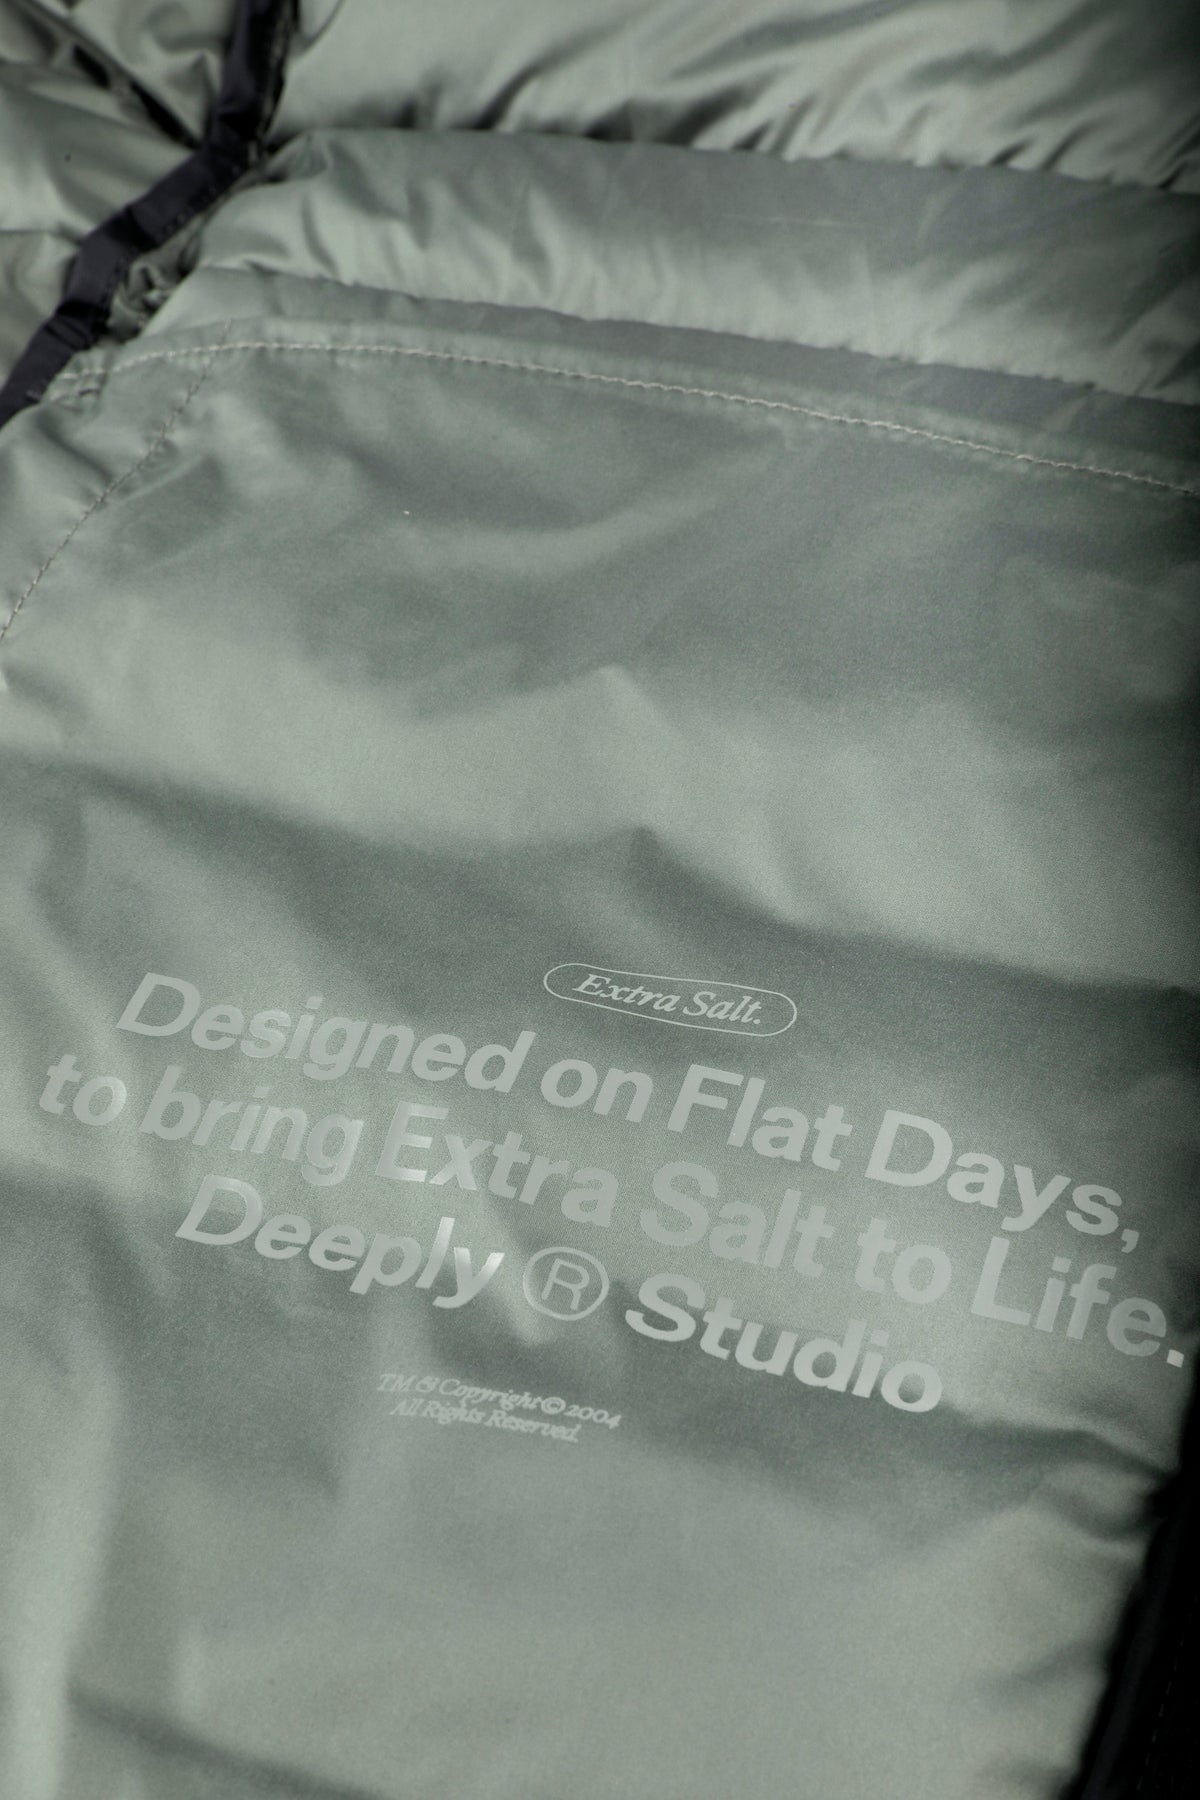 Extra Salt.
Designed on Flat Days,
to bring Extra Salt to Life.
Deeply ® Studio
TM & Copyright © 2004
All Rights Reserved.